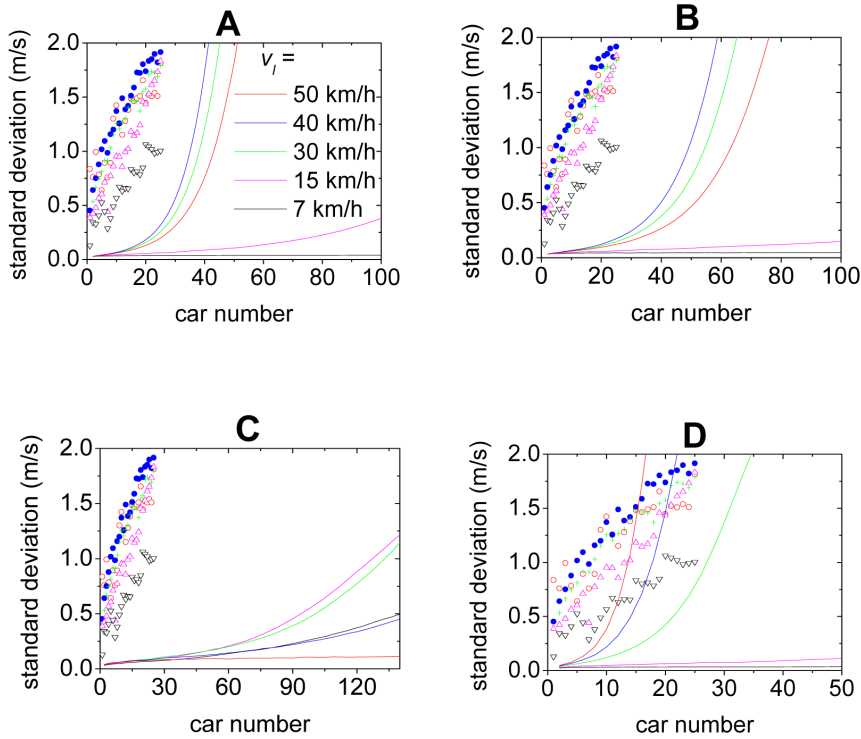 A
standard deviation (m/s)
2.0
1.5
1.0
0.5
0.0
v_l =
50 km/h
40 km/h
30 km/h
15 km/h
7 km/h
0 20 40 60 80 100
car number
B
standard deviation (m/s)
2.0
1.5
1.0
0.5
0.0
0 20 40 60 80 100
car number
C
standard deviation (m/s)
2.0
1.5
1.0
0.5
0.0
0 30 60 90 120
car number
D
standard deviation (m/s)
2.0
1.5
1.0
0.5
0.0
0 10 20 30 40 50
car number